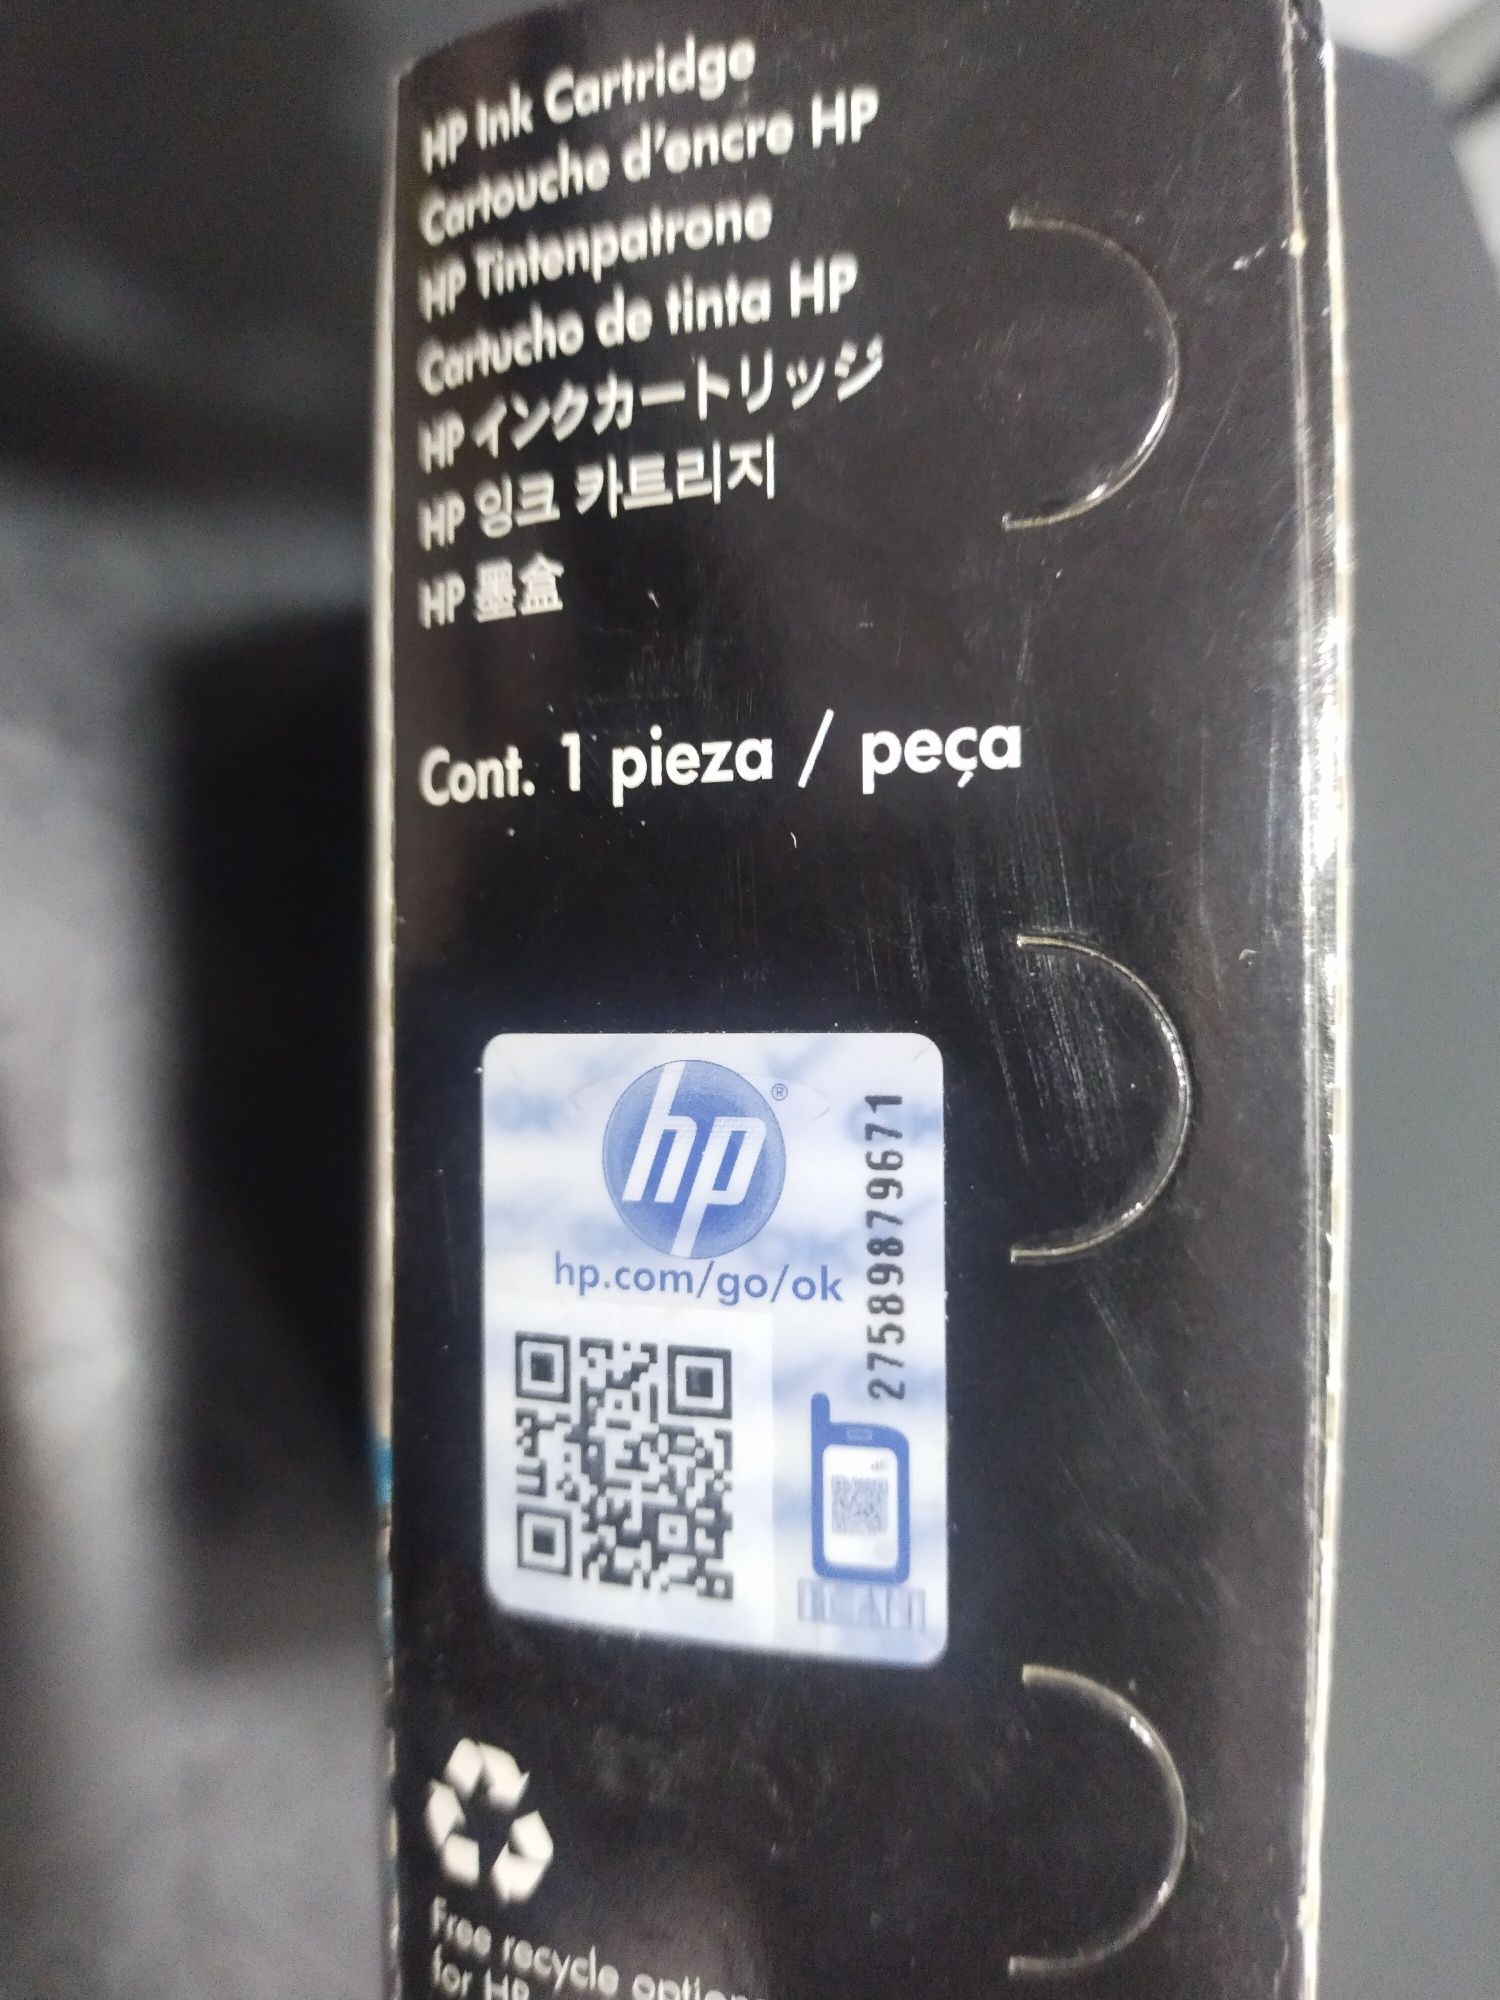 HP Ink Cartridge
Cartouche d'encre HP
HP Tintenpatrone
Cartucho de tinta HP
HP インクカートリッジ
HP 잉크 카트리지
HP 墨盒
Cont. 1 pieza / peça
hp®
hp.com/go/ok
27589879671
Free recycle option
for HP